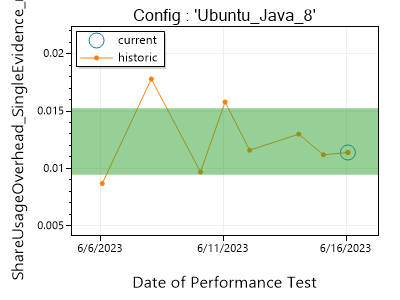 Config : 'Ubuntu_Java_8'
current
historic
0.02
0.015
0.01
0.005
6/6/2023
6/11/2023
6/16/2023
Date of Performance Test
ShareUsageOverhead_SingleEvidence_